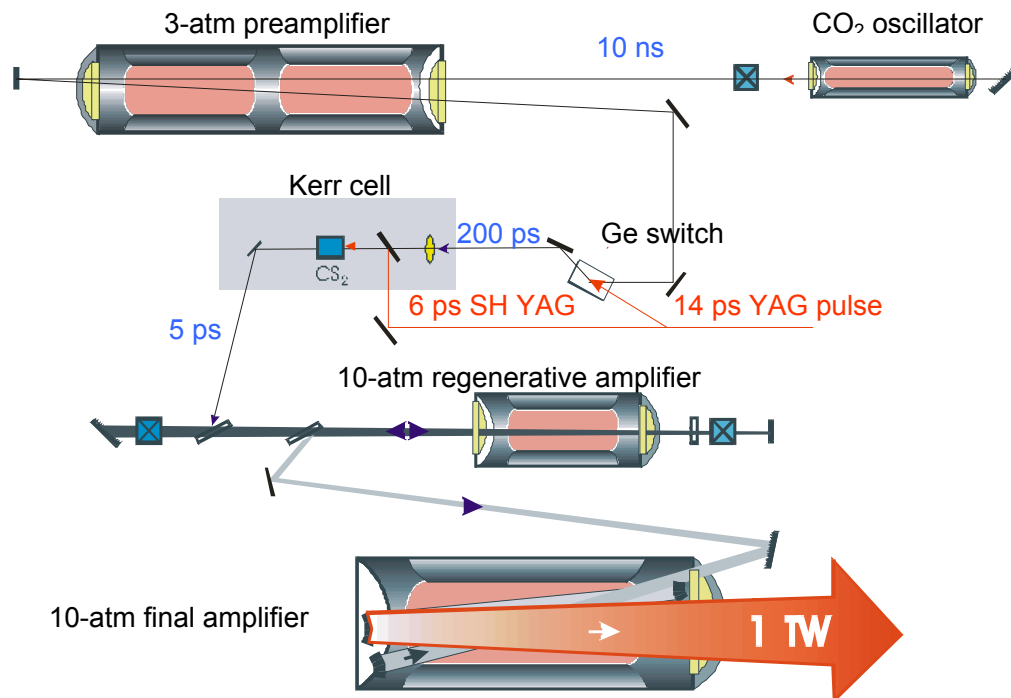 3-atm preamplifier
CO₂ oscillator
10 ns
Kerr cell
200 ps
Ge switch
CS₂
6 ps SH YAG
14 ps YAG pulse
5 ps
10-atm regenerative amplifier
10-atm final amplifier
1 TW